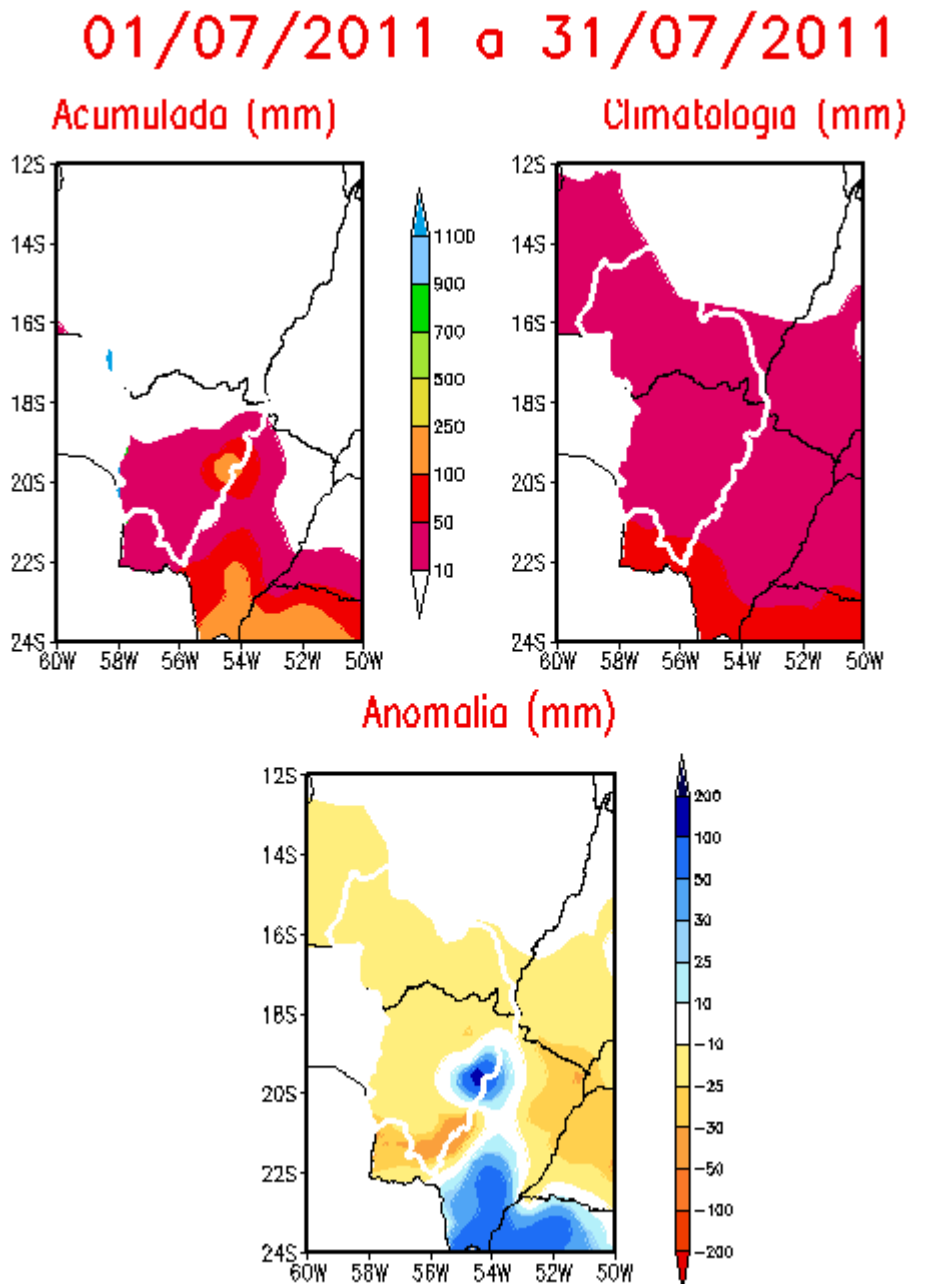 01/07/2011 a 31/07/2011
Acumulada (mm)
Climatologia (mm)
12S
14S
16S
18S
20S
22S
24S
60W 58W 56W 54W 52W 50W
1100
900
700
500
250
100
50
10
12S
14S
16S
18S
20S
22S
24S
60W 58W 56W 54W 52W 50W
Anomalia (mm)
12S
14S
16S
18S
20S
22S
24S
60W 58W 56W 54W 52W 50W
200
100
50
30
25
10
-10
-25
-30
-50
-100
-200